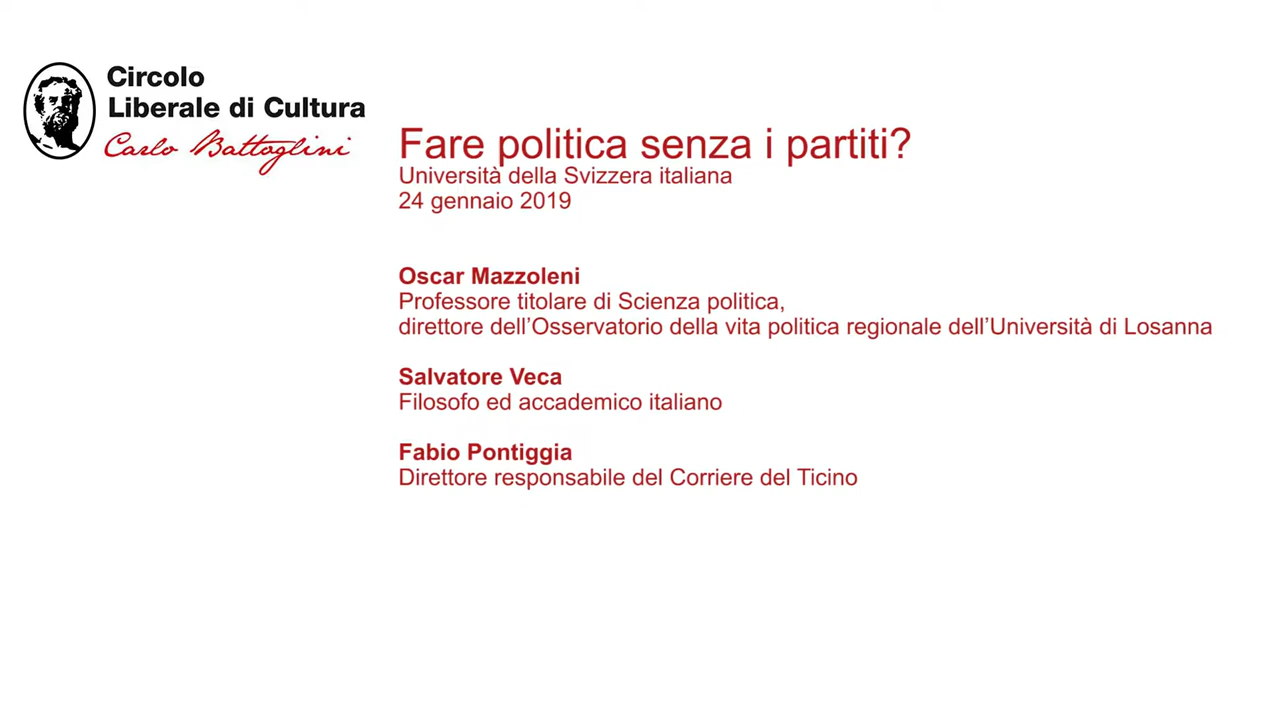 Circolo
Liberale di Cultura
Carlo Battaglini
Fare politica senza i partiti?
Università della Svizzera italiana
24 gennaio 2019
Oscar Mazzoleni
Professore titolare di Scienza politica,
direttore dell’Osservatorio della vita politica regionale dell’Università di Losanna
Salvatore Veca
Filosofo ed accademico italiano
Fabio Pontiggia
Direttore responsabile del Corriere del Ticino